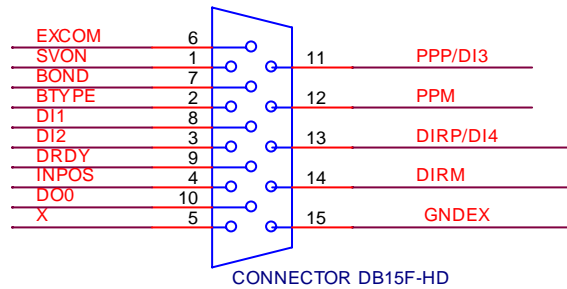 EXCOM 6
SVON 1
11 PPP/DI3
BOND 7
BTYPE 2
12 PPM
DI1 8
DI2 3
13 DIRP/DI4
DRDY 9
INPOS 4
14 DIRM
DO0 10
X 5
15 GNDEX
CONNECTOR DB15F-HD